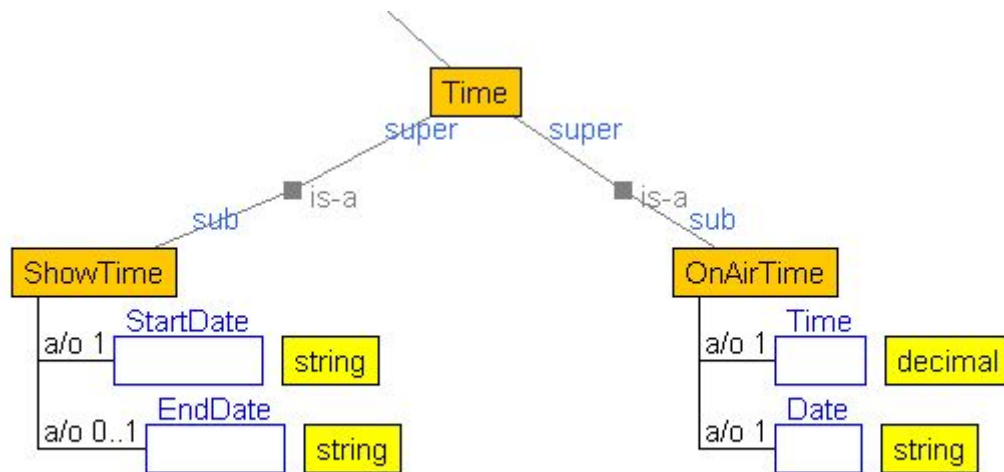 Time
super super
is-a is-a
sub sub
ShowTime OnAirTime
StartDate Time
a/o 1 string a/o 1 decimal
EndDate Date
a/o 0..1 string a/o 1 string